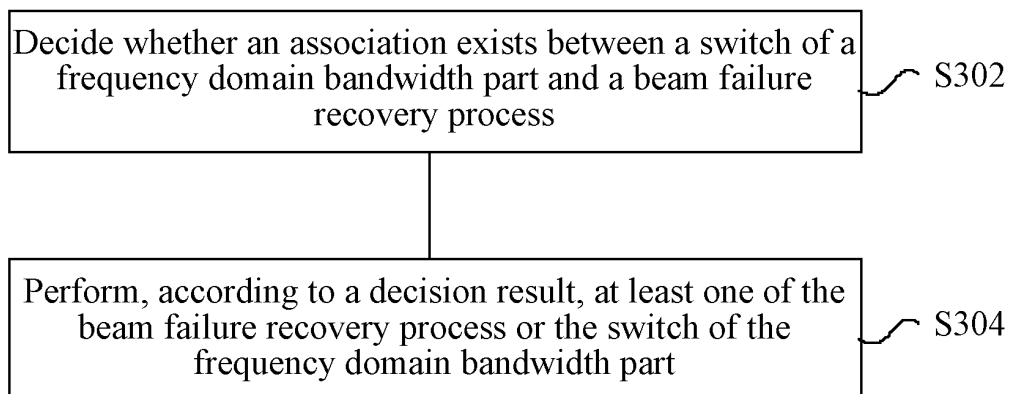 Decide whether an association exists between a switch of a
frequency domain bandwidth part and a beam failure
recovery process
S302
Perform, according to a decision result, at least one of the
beam failure recovery process or the switch of the
frequency domain bandwidth part
S304